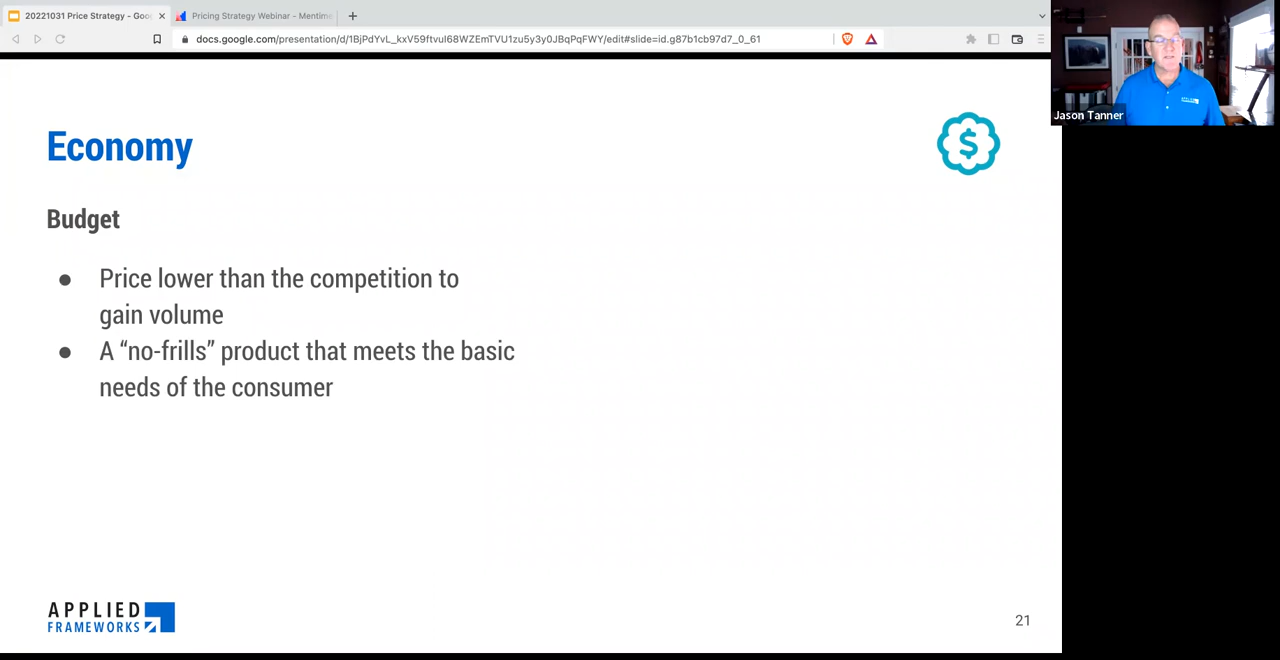 20221031 Price Strategy - Goo
Pricing Strategy Webinar - Mentime
docs.google.com/presentation/d/1BjPdYvL_kxV59ftvuI68WZEmTVU1zu5y3y0JBqPqFWY/edit#slide=id.g87b1cb97d7_0_61
Jason Tanner
Economy
$
Budget
● Price lower than the competition to
gain volume
● A “no-frills” product that meets the basic
needs of the consumer
APPLIED
FRAMEWORKS
21